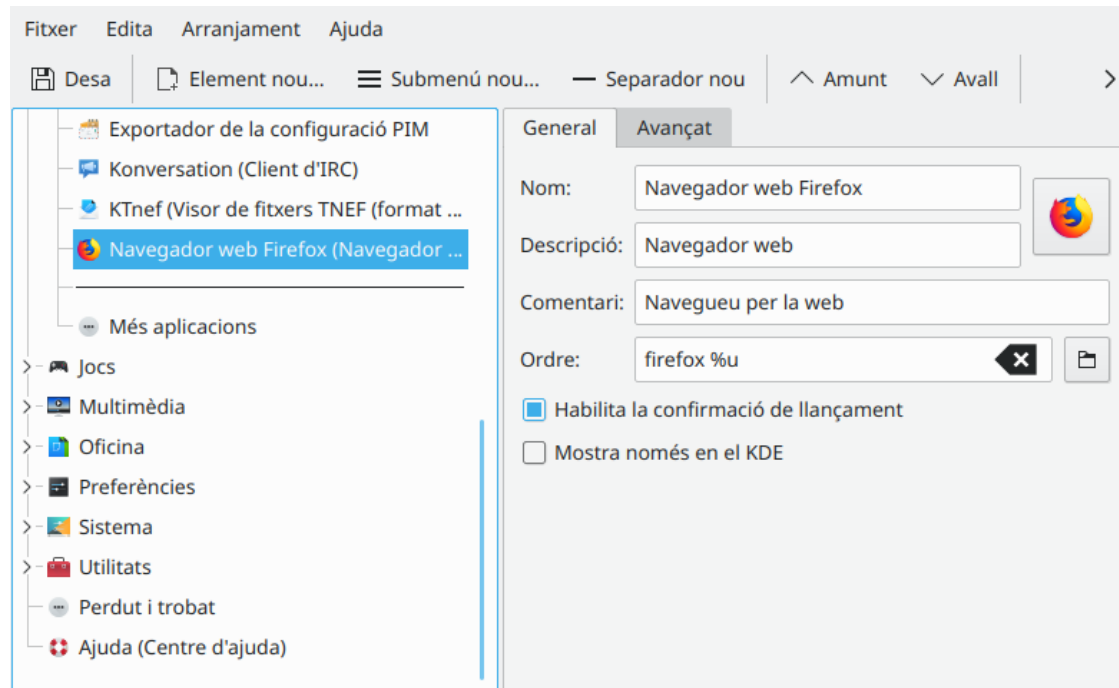 Fitxer Edita Arranjament Ajuda
Desa Element nou... Submenú nou... Separador nou Amunt Avall
Exportador de la configuració PIM
Konversation (Client d'IRC)
KTnef (Visor de fitxers TNEF (format ...
Navegador web Firefox (Navegador ...
Més aplicacions
Jocs
Multimèdia
Oficina
Preferències
Sistema
Utilitats
Perdut i trobat
Ajuda (Centre d'ajuda)
General Avançat
Nom: Navegador web Firefox
Descripció: Navegador web
Comentari: Navegueu per la web
Ordre: firefox %u
Habilita la confirmació de llançament
Mostra només en el KDE